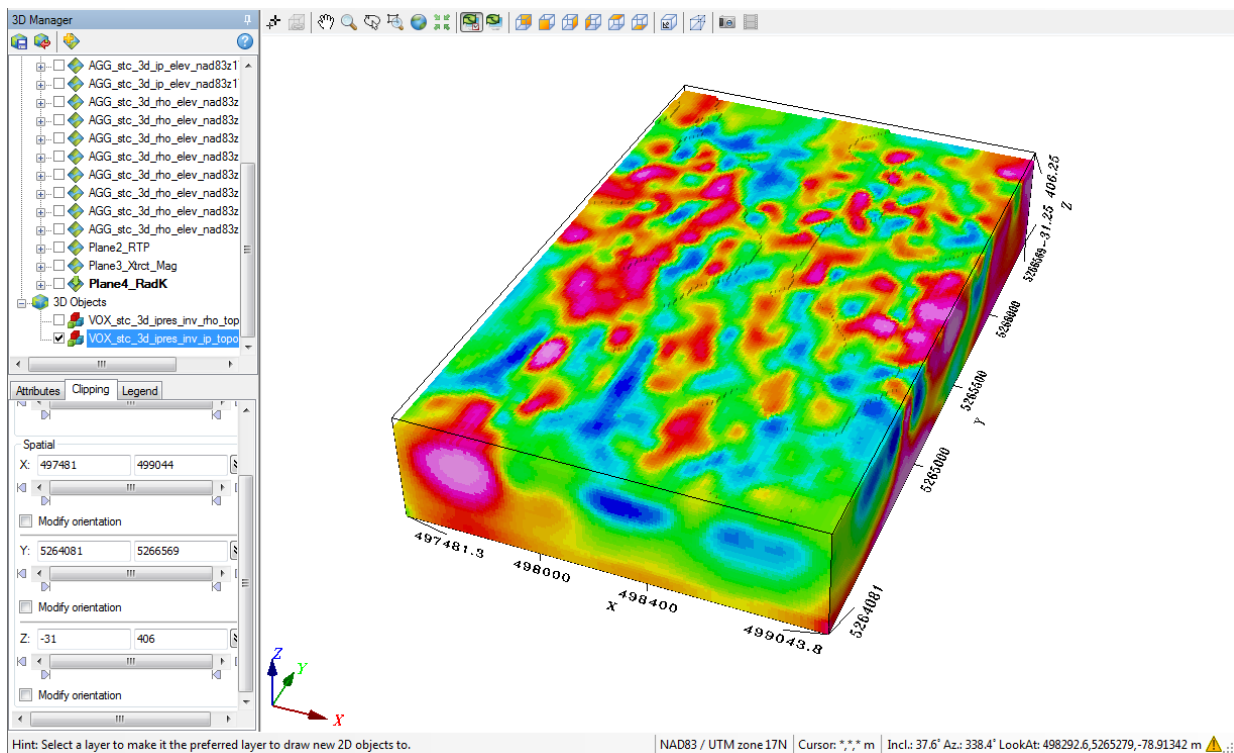 3D Manager
AGG_stc_3d_ip_elev_nad83z1
AGG_stc_3d_ip_elev_nad83z1
AGG_stc_3d_rho_elev_nad83z
AGG_stc_3d_rho_elev_nad83z
AGG_stc_3d_rho_elev_nad83z
AGG_stc_3d_rho_elev_nad83z
AGG_stc_3d_rho_elev_nad83z
AGG_stc_3d_rho_elev_nad83z
AGG_stc_3d_rho_elev_nad83z
AGG_stc_3d_rho_elev_nad83z
Plane2_RTP
Plane3_Xtrct_Mag
Plane4_RadK
3D Objects
VOX_stc_3d_ipres_inv_rho_top
VOX_stc_3d_ipres_inv_ip_topo
Attributes Clipping Legend
Spatial
X: 497481 499044
Modify orientation
Y: 5264081 5266569
Modify orientation
Z: -31 406
Modify orientation
406.25
Z
-31.25
5266569
5266000
5265500
Y
5265000
5264081
497481.3
498000
X
498400
499043.8
Z
Y
X
Hint: Select a layer to make it the preferred layer to draw new 2D objects to.
NAD83 / UTM zone 17N
Cursor: *,*,* m
Incl.: 37.6° Az.: 338.4° LookAt: 498292.6,5265279,-78.91342 m